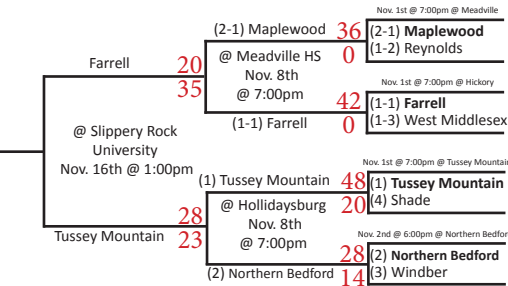 Nov. 1st @ 7:00pm @ Meadville
(2-1) Maplewood 36 (2-1) Maplewood
0 (1-2) Reynolds
@ Meadville HS
Nov. 8th
@ 7:00pm
Farrell 20
35
Nov. 1st @ 7:00pm @ Hickory
42 (1-1) Farrell
(1-1) Farrell 0 (1-3) West Middlesex
@ Slippery Rock
University
Nov. 16th @ 1:00pm
Nov. 1st @ 7:00pm @ Tussey Mountain
(1) Tussey Mountain 48 (1) Tussey Mountain
20 (4) Shade
@ Hollidaysburg
Nov. 8th
@ 7:00pm
28
Tussey Mountain 23
Nov. 2nd @ 6:00pm @ Northern Bedfor
28 (2) Northern Bedford
(2) Northern Bedford 14 (3) Windber